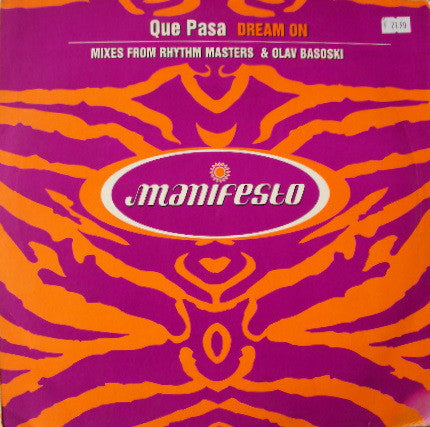 Que Pasa DREAM ON
MIXES FROM RHYTHM MASTERS & OLAV BASOSKI
manifesto